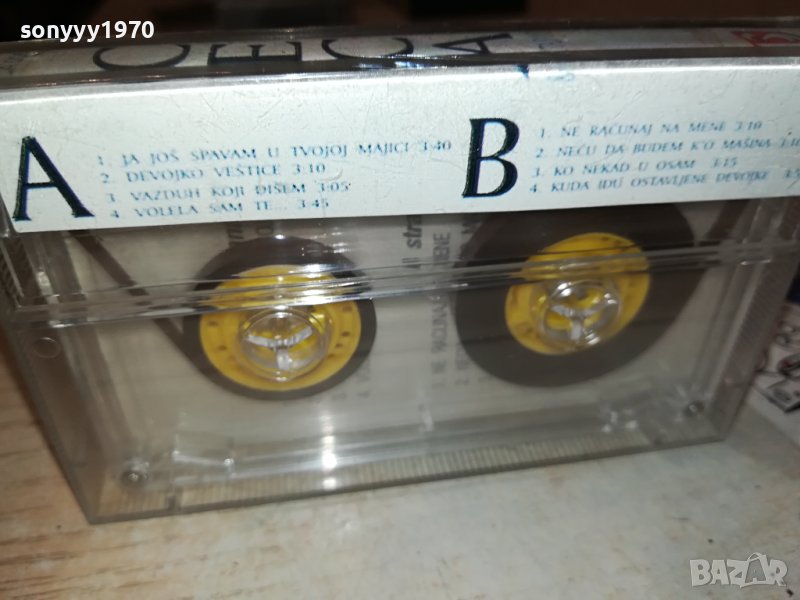 sonyyy1970
A
1. JA JOŠ SPAVAM U TVOJOJ MAJICI 3:40
2. DEVOJKO VEŠTICE 3:10
3. VAZDUH KOJI DIŠEM 3:05
4. VOLELA SAM TE... 3:45
B
1. NE RAČUNAJ NA MENE 3:10
2. NEĆU DA BUDEM K'O MAŠINA 3:10
3. KO NEKAD U OSAM 3:15
4. KUDA IDU OSTAVLJENE DEVOJKE
BAZAR